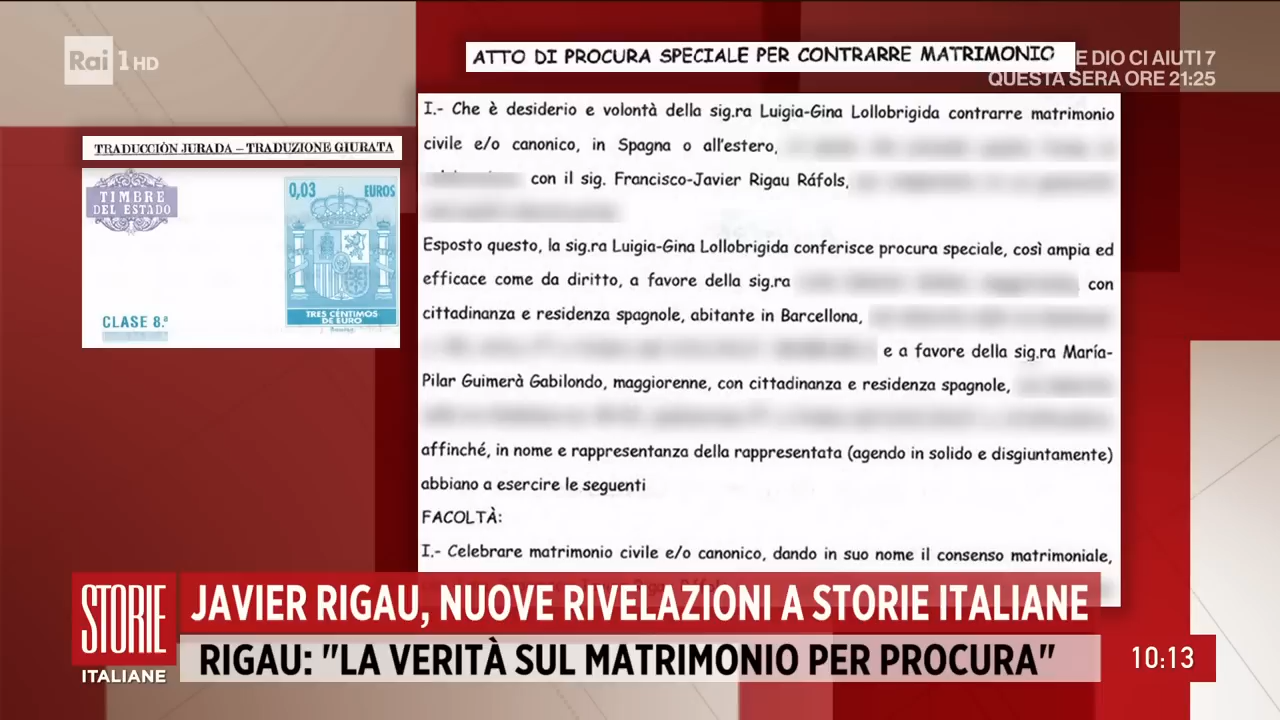 Rai 1 HD
ATTO DI PROCURA SPECIALE PER CONTRARRE MATRIMONIO
E DIO CI AIUTI 7
QUESTA SERA ORE 21:25
TRADUCCIÓN JURADA – TRADUZIONE GIURATA
TIMBRE
DEL ESTADO
0,03 EUROS
TRES CÉNTIMOS
DE EURO
CLASE 8.ª
I.- Che è desiderio e volontà della sig.ra Luigia-Gina Lollobrigida contrarre matrimonio
civile e/o canonico, in Spagna o all'estero,
con il sig. Francisco-Javier Rigau Ráfols,
Esposto questo, la sig.ra Luigia-Gina Lollobrigida conferisce procura speciale, così ampia ed
efficace come da diritto, a favore della sig.ra con
cittadinanza e residenza spagnole, abitante in Barcellona,
e a favore della sig.ra María-
Pilar Guimerà Gabilondo, maggiorenne, con cittadinanza e residenza spagnole,
affinché, in nome e rappresentanza della rappresentata (agendo in solido e disgiuntamente)
abbiano a esercire le seguenti
FACOLTÀ:
I.- Celebrare matrimonio civile e/o canonico, dando in suo nome il consenso matrimoniale,
STORIE
ITALIANE
JAVIER RIGAU, NUOVE RIVELAZIONI A STORIE ITALIANE
RIGAU: "LA VERITÀ SUL MATRIMONIO PER PROCURA"
10:13